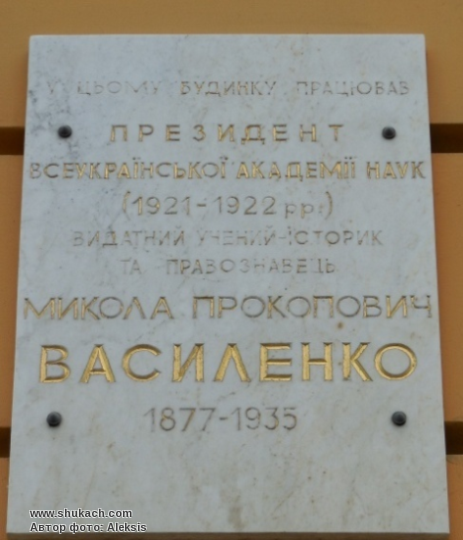 У ЦЬОМУ БУДИНКУ ПРАЦЮВАВ
ПРЕЗИДЕНТ
ВСЕУКРАЇНСЬКОЇ АКАДЕМІЇ НАУК
(1921-1922 рр.)
ВИДАТНИЙ УЧЕНИЙ-ІСТОРИК
ТА ПРАВОЗНАВЕЦЬ
МИКОЛА ПРОКОПОВИЧ
ВАСИЛЕНКО
1877-1935
www.shukach.com
Автор фото: Aleksis